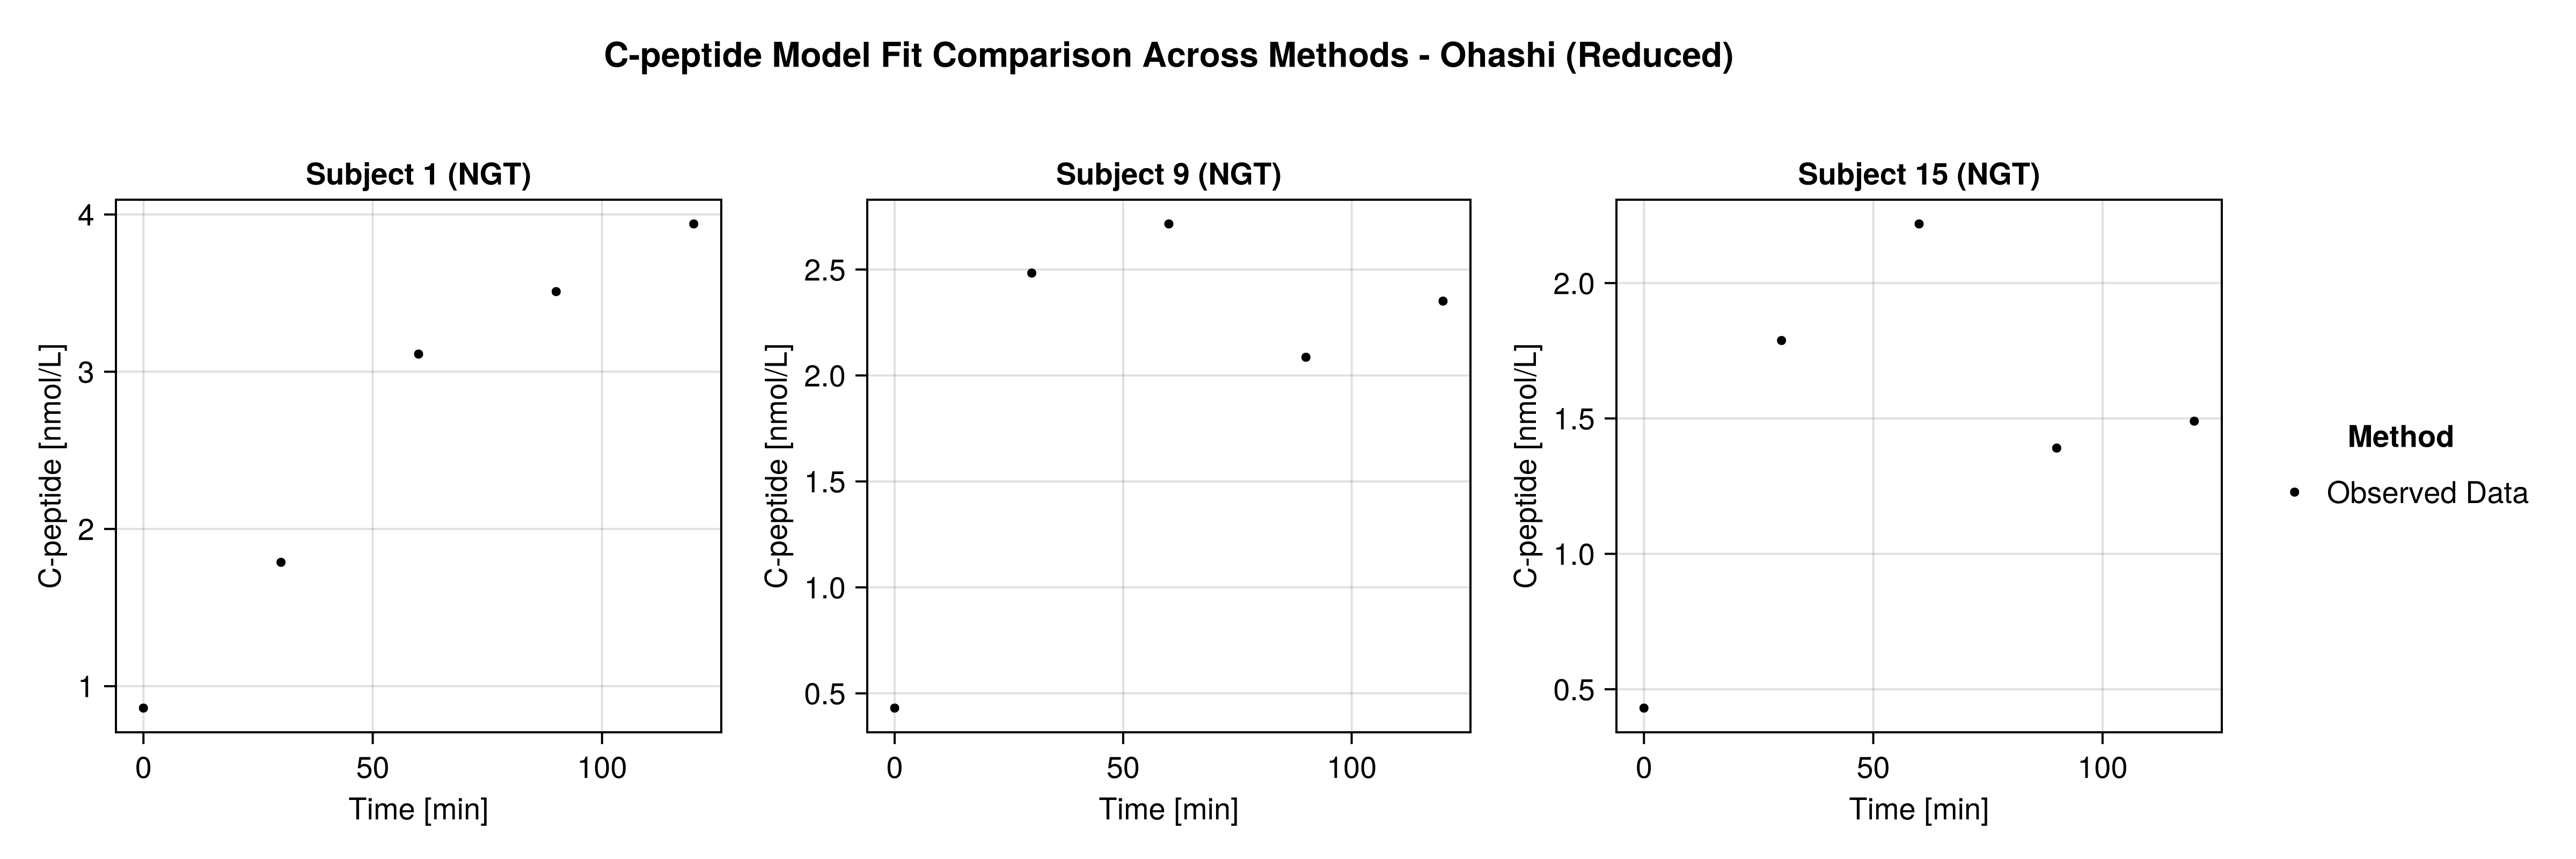 C-peptide Model Fit Comparison Across Methods - Ohashi (Reduced)
Subject 1 (NGT)
C-peptide [nmol/L]
4
3
2
1
0 50 100
Time [min]
Subject 9 (NGT)
C-peptide [nmol/L]
2.5
2.0
1.5
1.0
0.5
0 50 100
Time [min]
Subject 15 (NGT)
C-peptide [nmol/L]
2.0
1.5
1.0
0.5
0 50 100
Time [min]
Method
Observed Data